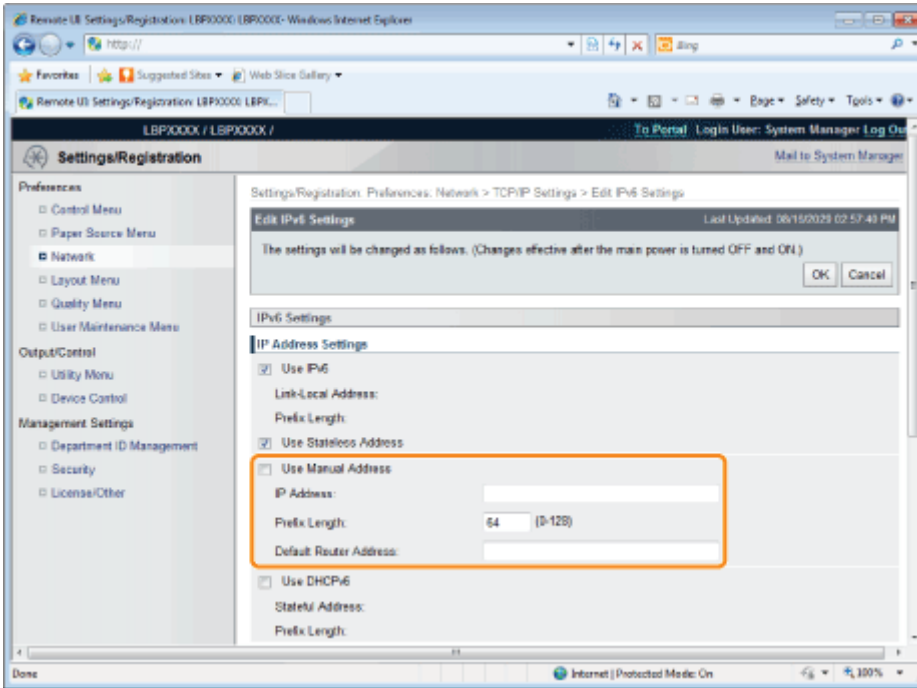 Remote UI: Settings/Registration: LBPXXXX: LBPXXXX - Windows Internet Explorer
http://
Bing
Favorites Suggested Sites Web Slice Gallery
Remote UI: Settings/Registration: LBPXXXX: LBPX... Page Safety Tools
LBPXXXX / LBPXXXX / To Portal Login User: System Manager Log Ou
Settings/Registration Mail to System Manager
Preferences
Control Menu
Paper Source Menu
Network
Layout Menu
Quality Menu
User Maintenance Menu
Output/Control
Utility Menu
Device Control
Management Settings
Department ID Management
Security
License/Other
Settings/Registration: Preferences: Network > TCP/IP Settings > Edit IPv6 Settings
Edit IPv6 Settings Last Updated: 08/15/2029 02:57:40 PM
The settings will be changed as follows. (Changes effective after the main power is turned OFF and ON.)
OK Cancel
IPv6 Settings
IP Address Settings
Use IPv6
Link-Local Address:
Prefix Length:
Use Stateless Address
Use Manual Address
IP Address:
Prefix Length: 64 (0-128)
Default Router Address:
Use DHCPv6
Stateful Address:
Prefix Length:
Done Internet | Protected Mode: On 100%